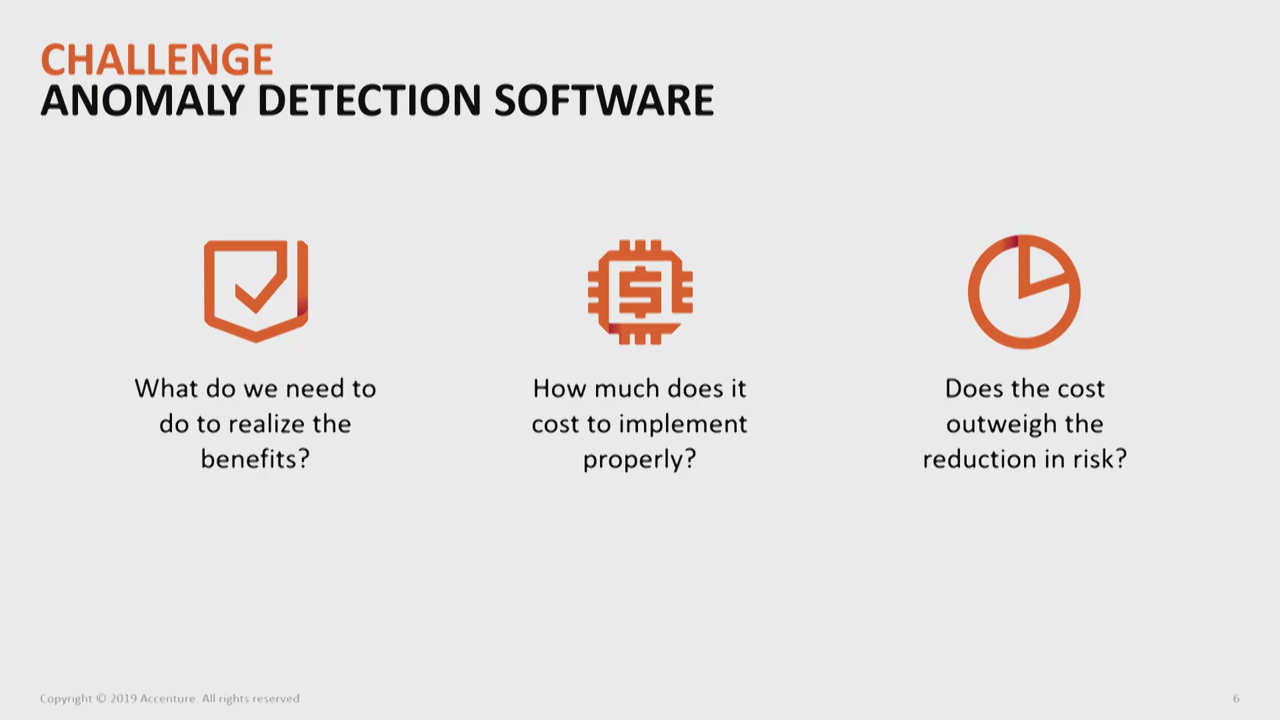 CHALLENGE
ANOMALY DETECTION SOFTWARE
What do we need to
do to realize the
benefits?
How much does it
cost to implement
properly?
Does the cost
outweigh the
reduction in risk?
Copyright © 2019 Accenture. All rights reserved.
6